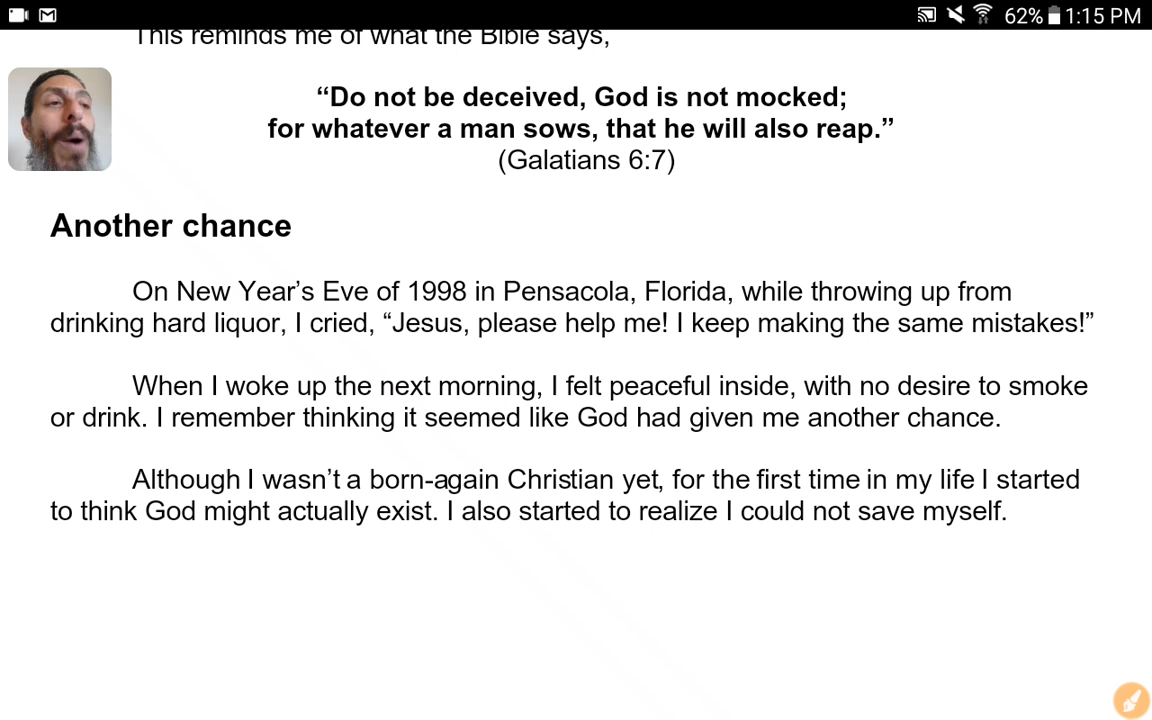 62% 1:15 PM
This reminds me of what the Bible says,
“Do not be deceived, God is not mocked;
for whatever a man sows, that he will also reap.”
(Galatians 6:7)
Another chance
On New Year’s Eve of 1998 in Pensacola, Florida, while throwing up from
drinking hard liquor, I cried, “Jesus, please help me! I keep making the same mistakes!”
When I woke up the next morning, I felt peaceful inside, with no desire to smoke
or drink. I remember thinking it seemed like God had given me another chance.
Although I wasn’t a born-again Christian yet, for the first time in my life I started
to think God might actually exist. I also started to realize I could not save myself.